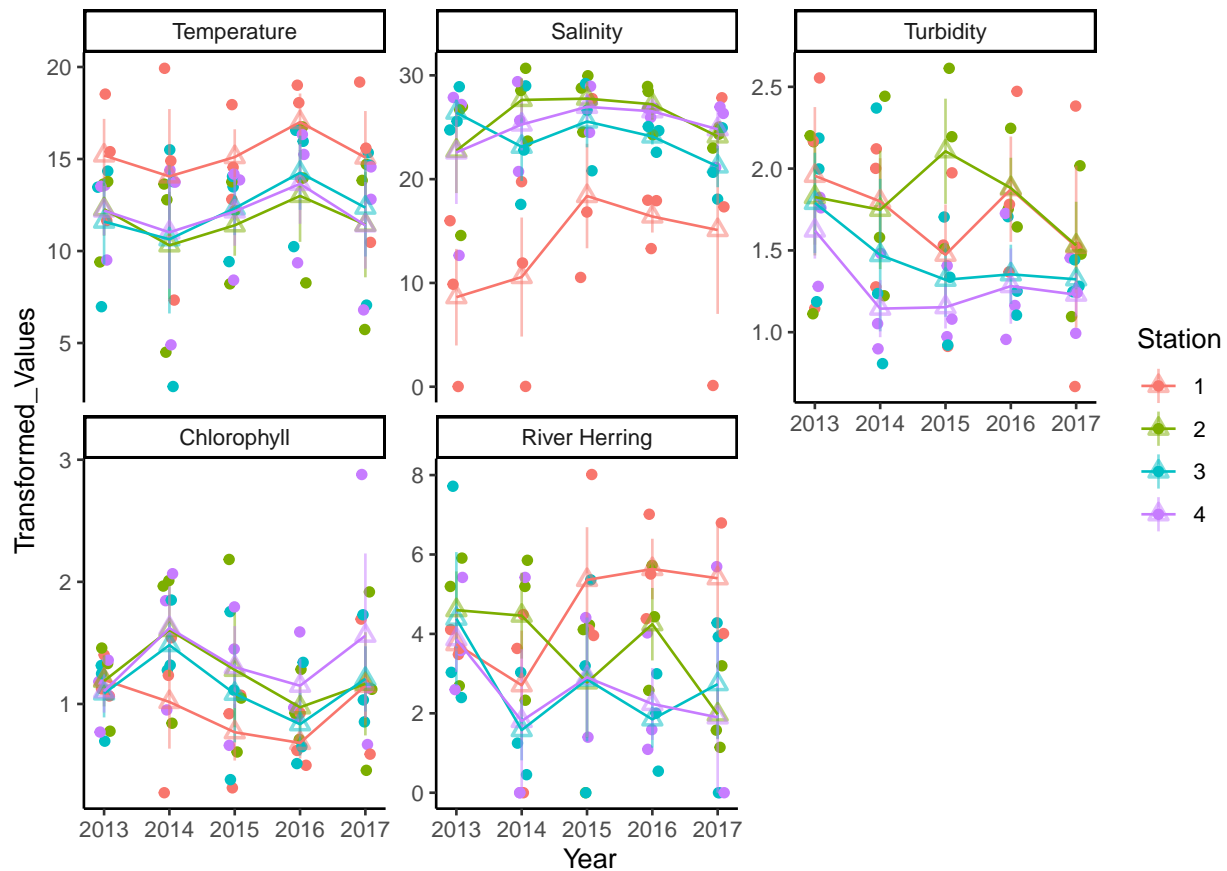 Temperature
Salinity
Turbidity
20
15
10
5
30
20
10
0
2.5
2.0
1.5
1.0
2013 2014 2015 2016 2017
Transformed_Values
Station
1
2
3
4
Chlorophyll
River Herring
3
2
1
8
6
4
2
0
2013 2014 2015 2016 2017
2013 2014 2015 2016 2017
Year